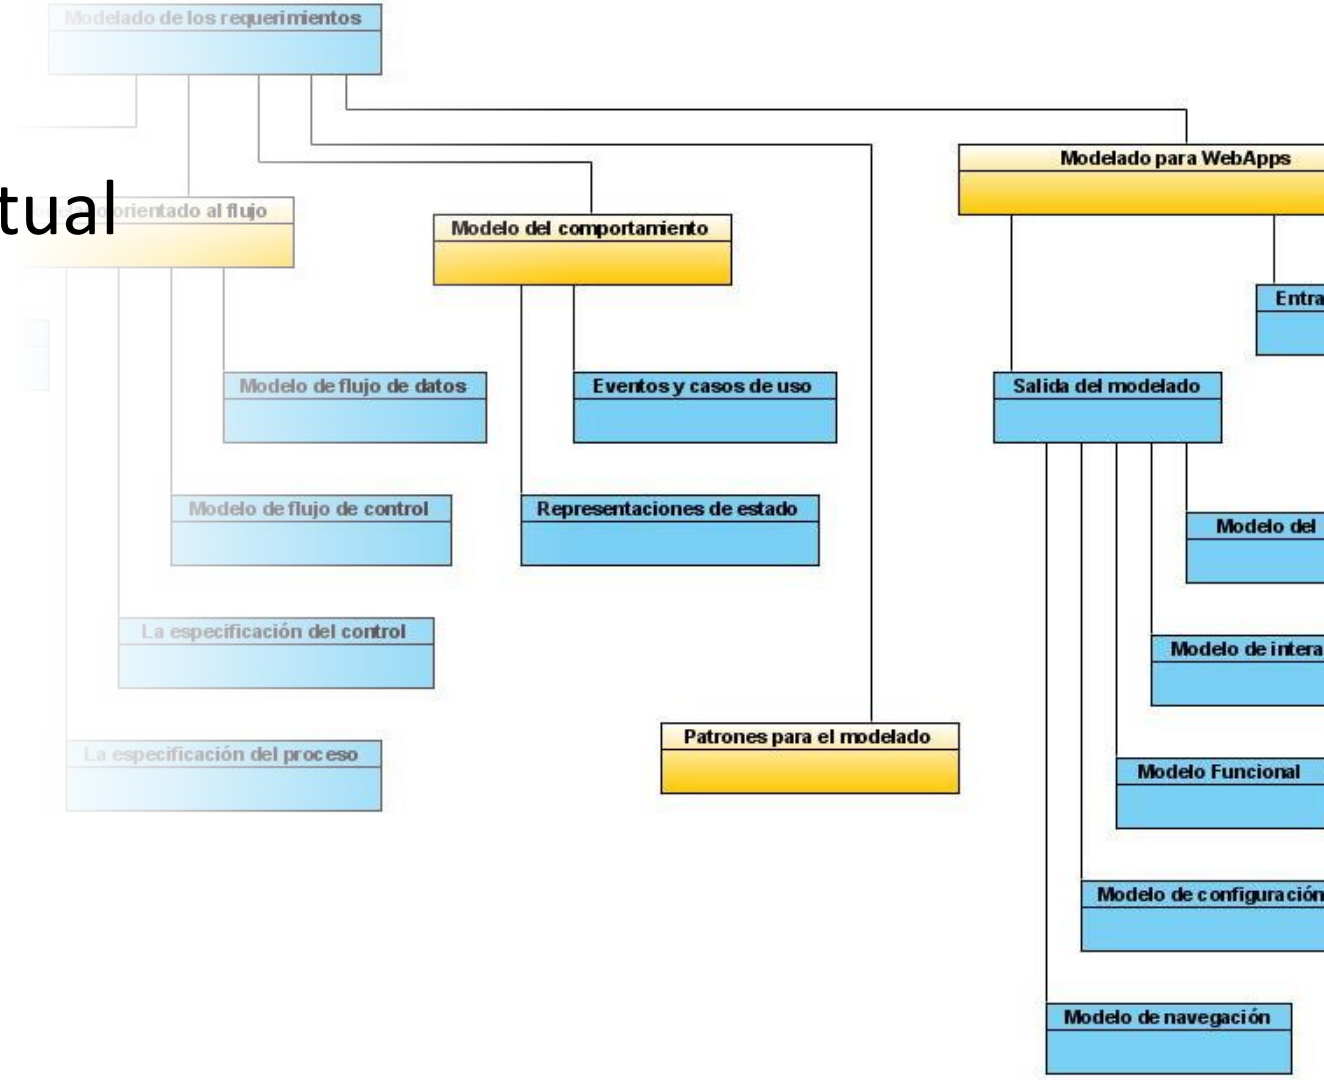 Modelado de los requerimientos
Modelado para WebApps
tual
orientado al flujo
Modelo del comportamiento
Entra
Modelo de flujo de datos
Eventos y casos de uso
Salida del modelado
Modelo de flujo de control
Representaciones de estado
Modelo del
La especificación del control
Modelo de intera
Patrones para el modelado
La especificación del proceso
Modelo Funcional
Modelo de configuración
Modelo de navegación